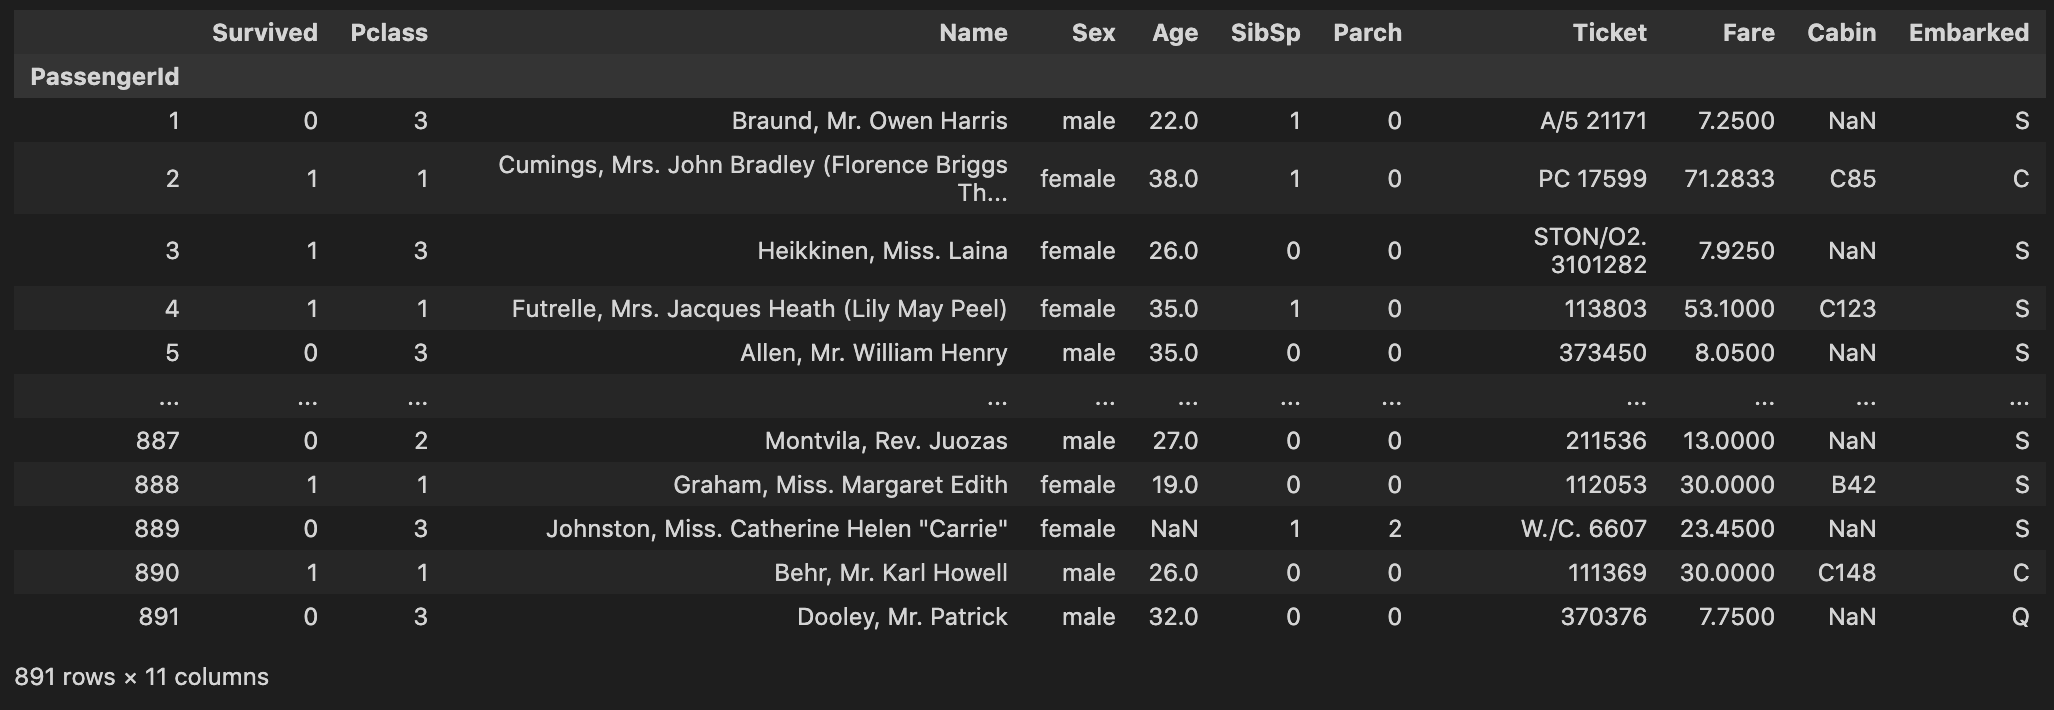 Survived Pclass Name Sex Age SibSp Parch Ticket Fare Cabin Embarked
PassengerId
1 0 3 Braund, Mr. Owen Harris male 22.0 1 0 A/5 21171 7.2500 NaN S
2 1 1 Cumings, Mrs. John Bradley (Florence Briggs Th... female 38.0 1 0 PC 17599 71.2833 C85 C
3 1 3 Heikkinen, Miss. Laina female 26.0 0 0 STON/O2. 3101282 7.9250 NaN S
4 1 1 Futrelle, Mrs. Jacques Heath (Lily May Peel) female 35.0 1 0 113803 53.1000 C123 S
5 0 3 Allen, Mr. William Henry male 35.0 0 0 373450 8.0500 NaN S
... ... ... ... ... ... ... ... ... ... ... ...
887 0 2 Montvila, Rev. Juozas male 27.0 0 0 211536 13.0000 NaN S
888 1 1 Graham, Miss. Margaret Edith female 19.0 0 0 112053 30.0000 B42 S
889 0 3 Johnston, Miss. Catherine Helen "Carrie" female NaN 1 2 W./C. 6607 23.4500 NaN S
890 1 1 Behr, Mr. Karl Howell male 26.0 0 0 111369 30.0000 C148 C
891 0 3 Dooley, Mr. Patrick male 32.0 0 0 370376 7.7500 NaN Q
891 rows × 11 columns